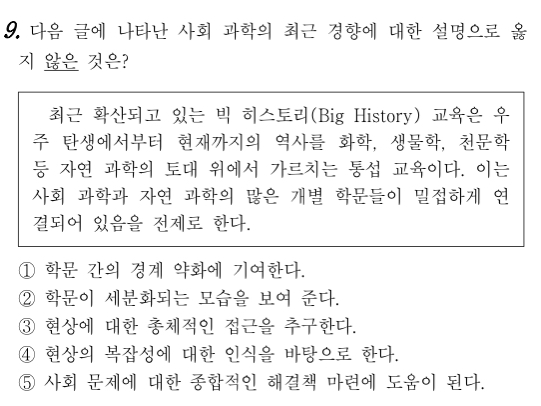 9. 다음 글에 나타난 사회 과학의 최근 경향에 대한 설명으로 옳
지 않은 것은?
최근 확산되고 있는 빅 히스토리(Big History) 교육은 우
주 탄생에서부터 현재까지의 역사를 화학, 생물학, 천문학
등 자연 과학의 토대 위에서 가르치는 통섭 교육이다. 이는
사회 과학과 자연 과학의 많은 개별 학문들이 밀접하게 연
결되어 있음을 전제로 한다.
① 학문 간의 경계 약화에 기여한다.
② 학문이 세분화되는 모습을 보여 준다.
③ 현상에 대한 총체적인 접근을 추구한다.
④ 현상의 복잡성에 대한 인식을 바탕으로 한다.
⑤ 사회 문제에 대한 종합적인 해결책 마련에 도움이 된다.